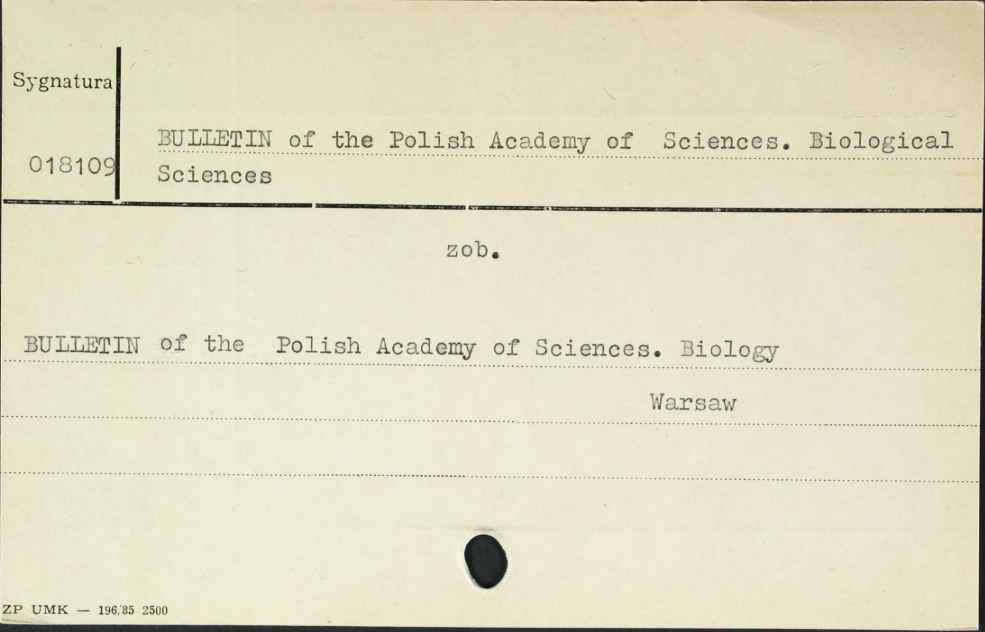 Sygnatura
BULLETIN of the Polish Academy of Sciences. Biological
018109
Sciences
zob.
BULLETIN of the Polish Academy of Sciences. Biology
Warsaw
ZP UMK — 196/85 2500